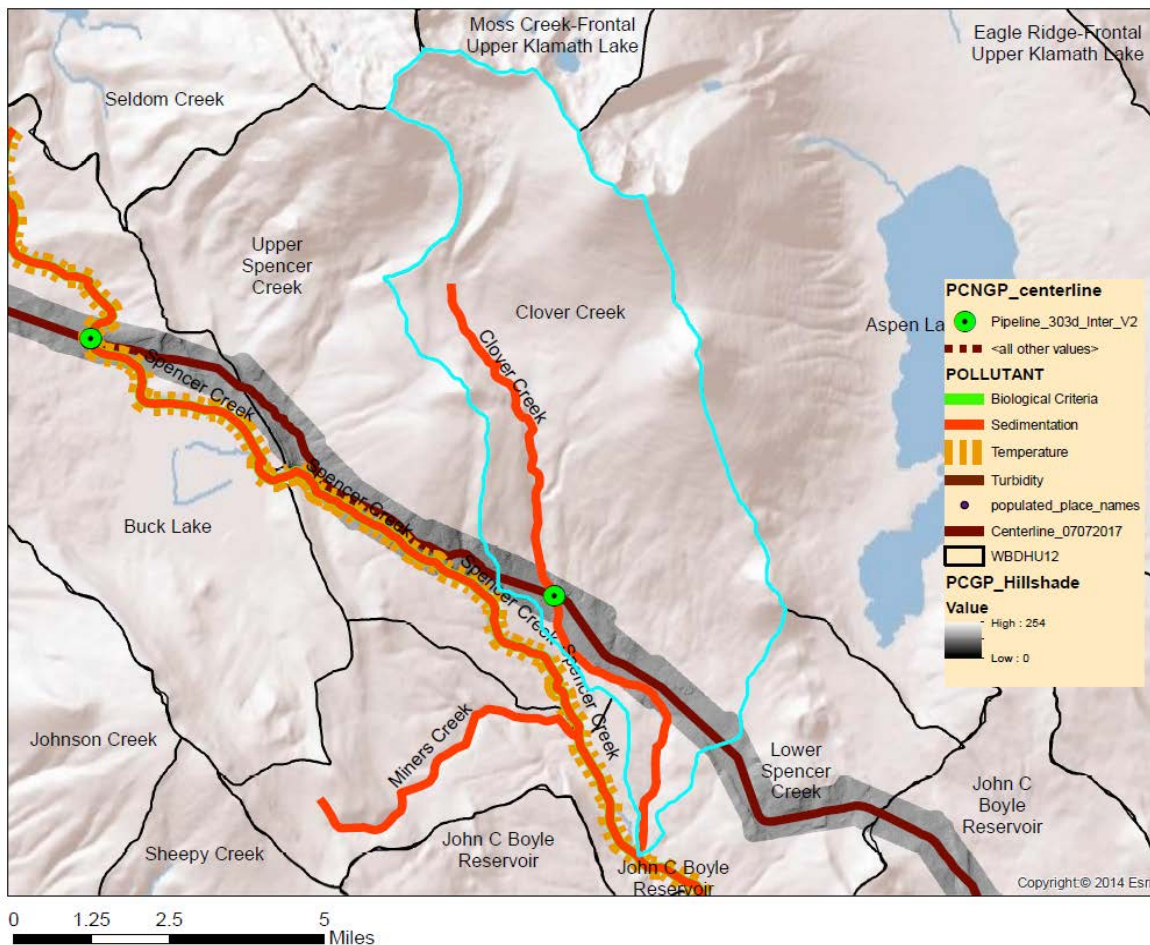 Moss Creek-Frontal
Upper Klamath Lake
Eagle Ridge-Frontal
Upper Klamath Lake
Seldom Creek
Upper
Spencer
Creek
Clover Creek
Aspen La
Clover Creek
Spencer Creek
Spencer Creek
Spencer Creek
Spencer Creek
Buck Lake
Miners Creek
Johnson Creek
Sheepy Creek
John C Boyle
Reservoir
Lower
Spencer
Creek
John C
Boyle
Reservoir
John C Boyle
Reservoir
PCNGP_centerline
Pipeline_303d_Inter_V2
<all other values>
POLLUTANT
Biological Criteria
Sedimentation
Temperature
Turbidity
populated_place_names
Centerline_07072017
WBDHU12
PCGP_Hillshade
Value
High : 254
Low : 0
Copyright:© 2014 Esri
0 1.25 2.5 5
Miles